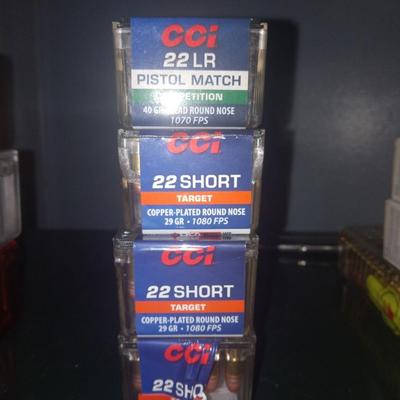 CCI
22 LR
PISTOL MATCH
COMPETITION
40 GR LEAD ROUND NOSE
1070 FPS
CCI
22 SHORT
TARGET
COPPER-PLATED ROUND NOSE
29 GR • 1080 FPS
CCI
22 SHORT
TARGET
COPPER-PLATED ROUND NOSE
29 GR • 1080 FPS
CCI
22 SHO